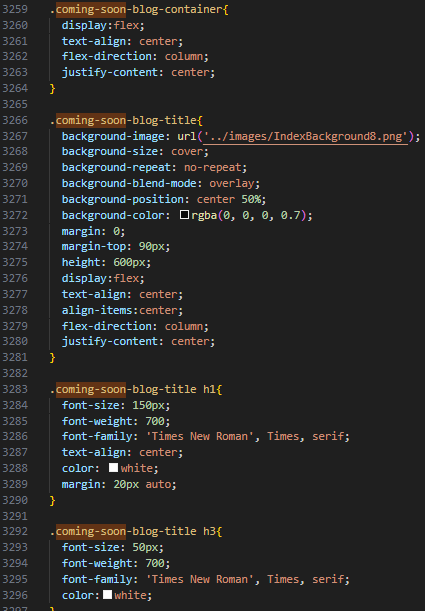 3259 .coming-soon-blog-container{
3260 display:flex;
3261 text-align: center;
3262 flex-direction: column;
3263 justify-content: center;
3264 }
3265
3266 .coming-soon-blog-title{
3267 background-image: url('../images/IndexBackground8.png');
3268 background-size: cover;
3269 background-repeat: no-repeat;
3270 background-blend-mode: overlay;
3271 background-position: center 50%;
3272 background-color: rgba(0, 0, 0, 0.7);
3273 margin: 0;
3274 margin-top: 90px;
3275 height: 600px;
3276 display:flex;
3277 text-align: center;
3278 align-items:center;
3279 flex-direction: column;
3280 justify-content: center;
3281 }
3282
3283 .coming-soon-blog-title h1{
3284 font-size: 150px;
3285 font-weight: 700;
3286 font-family: 'Times New Roman', Times, serif;
3287 text-align: center;
3288 color: white;
3289 margin: 20px auto;
3290 }
3291
3292 .coming-soon-blog-title h3{
3293 font-size: 50px;
3294 font-weight: 700;
3295 font-family: 'Times New Roman', Times, serif;
3296 color:white;
3297 }